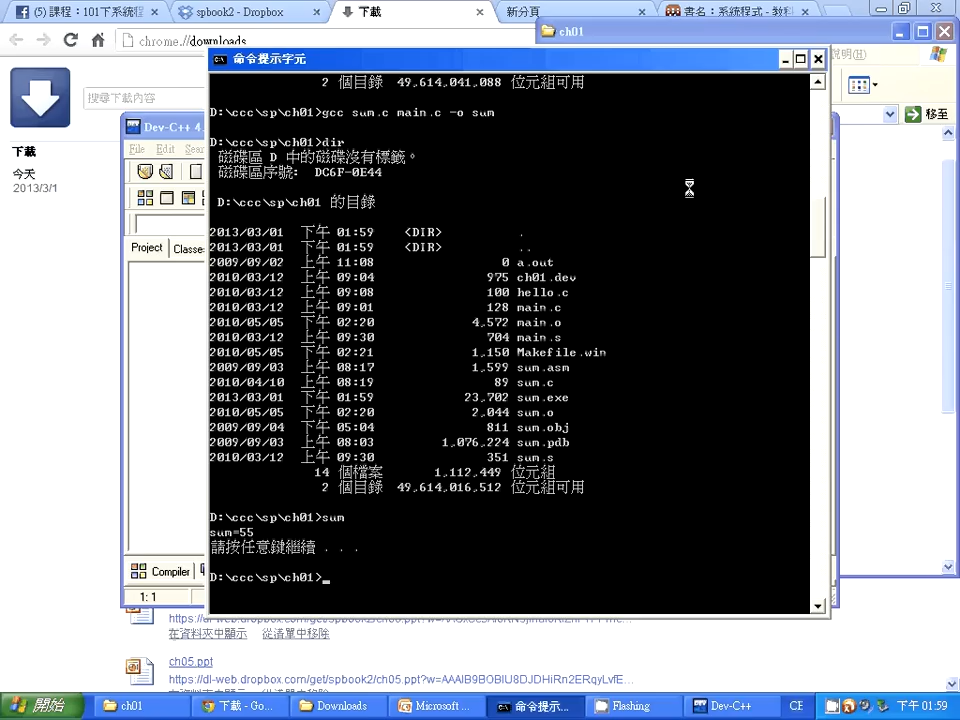 (5) 課程：101下系統程
spbook2 - Dropbox
下載
新分頁
書名：系統程式 - 教科
ch01
chrome://downloads
命令提示字元
說明(H)
移至
搜尋下載內容
下載
今天
2013/3/1
Dev-C++ 4.
File Edit Sear
Project Classe
2 個目錄 49,614,041,088 位元組可用
D:\ccc\sp\ch01>gcc sum.c main.c -o sum
D:\ccc\sp\ch01>dir
磁碟區 D 中的磁碟沒有標籤。
磁碟區序號: DC6F-0E44
D:\ccc\sp\ch01 的目錄
2013/03/01 下午 01:59 <DIR> .
2013/03/01 下午 01:59 <DIR> ..
2009/09/02 上午 11:08 0 a.out
2010/03/12 上午 09:04 975 ch01.dev
2010/03/12 上午 09:08 100 hello.c
2010/03/12 上午 09:01 128 main.c
2010/05/05 下午 02:20 4,572 main.o
2010/03/12 上午 09:30 704 main.s
2010/05/05 下午 02:21 1,150 Makefile.win
2009/09/03 上午 08:17 1,599 sum.asm
2010/04/10 上午 08:19 89 sum.c
2013/03/01 下午 01:59 23,702 sum.exe
2010/05/05 下午 02:20 2,044 sum.o
2009/09/04 下午 05:04 811 sum.obj
2009/09/03 上午 08:03 1,076,224 sum.pdb
2010/03/12 上午 09:30 351 sum.s
14 個檔案 1,112,449 位元組
2 個目錄 49,614,016,512 位元組可用
D:\ccc\sp\ch01>sum
sum=55
請按任意鍵繼續 . . .
D:\ccc\sp\ch01>_
Compiler
1: 1
在資料夾中顯示 從清單中移除
ch05.ppt
開始
ch01
下載 - Go...
Downloads
Microsoft ...
命令提示...
Flashing
Dev-C++
CE
下午 01:59